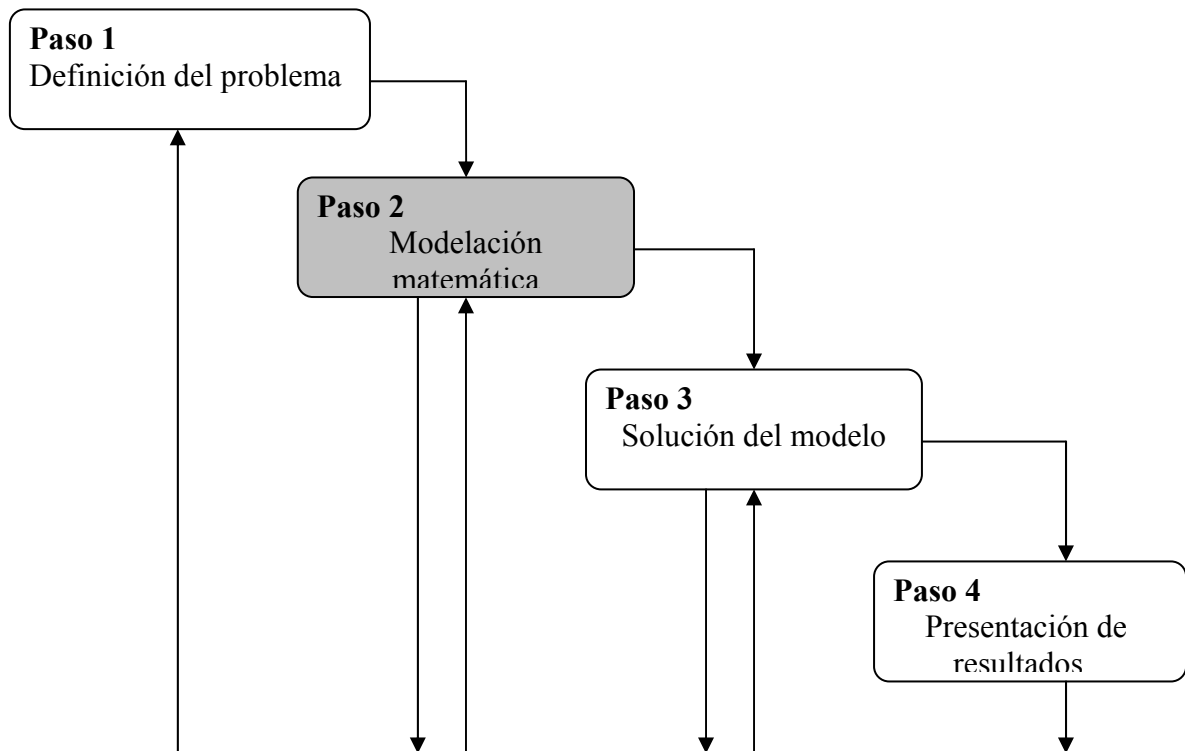 Paso 1
Definición del problema
Paso 2
Modelación
matemática
Paso 3
Solución del modelo
Paso 4
Presentación de
resultados